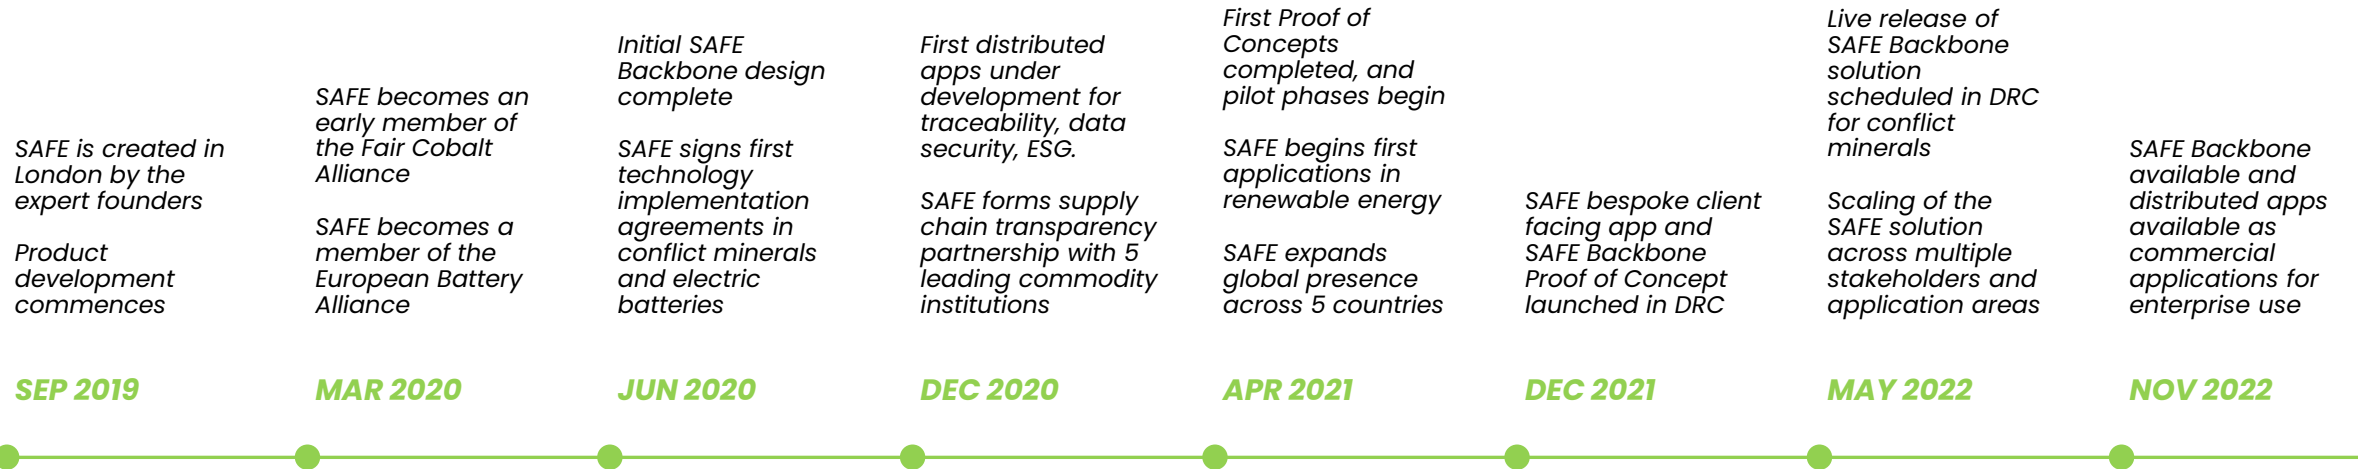 SAFE is created in
London by the
expert founders
Product
development
commences
SEP 2019
SAFE becomes an
early member of
the Fair Cobalt
Alliance
SAFE becomes a
member of the
European Battery
Alliance
MAR 2020
Initial SAFE
Backbone design
complete
SAFE signs first
technology
implementation
agreements in
conflict minerals
and electric
batteries
JUN 2020
First distributed
apps under
development for
traceability, data
security, ESG.
SAFE forms supply
chain transparency
partnership with 5
leading commodity
institutions
DEC 2020
First Proof of
Concepts
completed, and
pilot phases begin
SAFE begins first
applications in
renewable energy
SAFE expands
global presence
across 5 countries
APR 2021
SAFE bespoke client
facing app and
SAFE Backbone
Proof of Concept
launched in DRC
DEC 2021
Live release of
SAFE Backbone
solution
scheduled in DRC
for conflict
minerals
Scaling of the
SAFE solution
across multiple
stakeholders and
application areas
MAY 2022
SAFE Backbone
available and
distributed apps
available as
commercial
applications for
enterprise use
NOV 2022